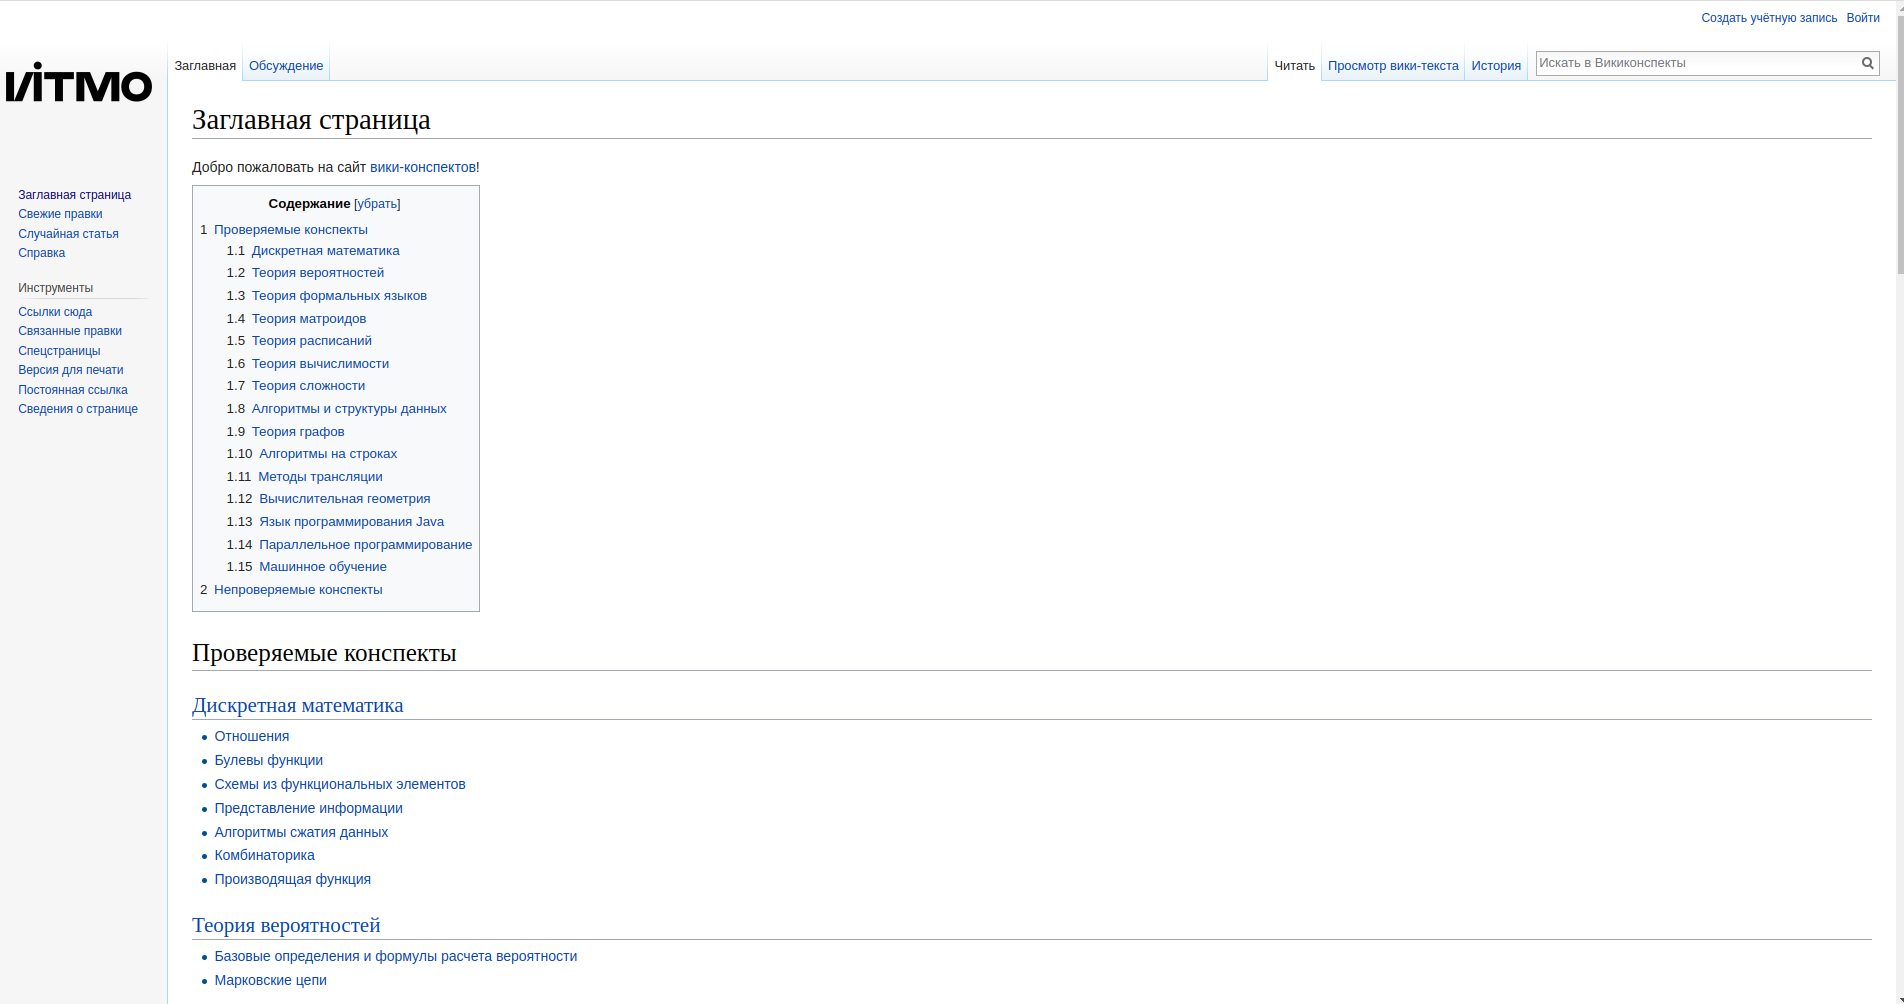 Создать учётную запись Войти
ИТМО
Заглавная Обсуждение Читать Просмотр вики-текста История Искать в Викиконспекты
Заглавная страница
Добро пожаловать на сайт вики-конспектов!
Заглавная страница
Свежие правки
Случайная статья
Справка
Инструменты
Ссылки сюда
Связанные правки
Спецстраницы
Версия для печати
Постоянная ссылка
Сведения о странице
Содержание [убрать]
1 Проверяемые конспекты
1.1 Дискретная математика
1.2 Теория вероятностей
1.3 Теория формальных языков
1.4 Теория матроидов
1.5 Теория расписаний
1.6 Теория вычислимости
1.7 Теория сложности
1.8 Алгоритмы и структуры данных
1.9 Теория графов
1.10 Алгоритмы на строках
1.11 Методы трансляции
1.12 Вычислительная геометрия
1.13 Язык программирования Java
1.14 Параллельное программирование
1.15 Машинное обучение
2 Непроверяемые конспекты
Проверяемые конспекты
Дискретная математика
Отношения
Булевы функции
Схемы из функциональных элементов
Представление информации
Алгоритмы сжатия данных
Комбинаторика
Производящая функция
Теория вероятностей
Базовые определения и формулы расчета вероятности
Марковские цепи